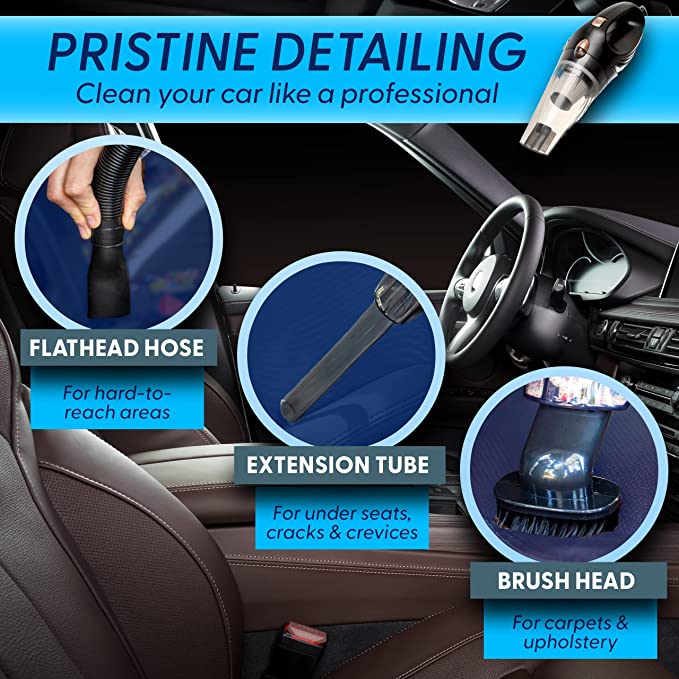 PRISTINE DETAILING
Clean your car like a professional
FLATHEAD HOSE
For hard-to-
reach areas
EXTENSION TUBE
For under seats,
cracks & crevices
BRUSH HEAD
For carpets &
upholstery